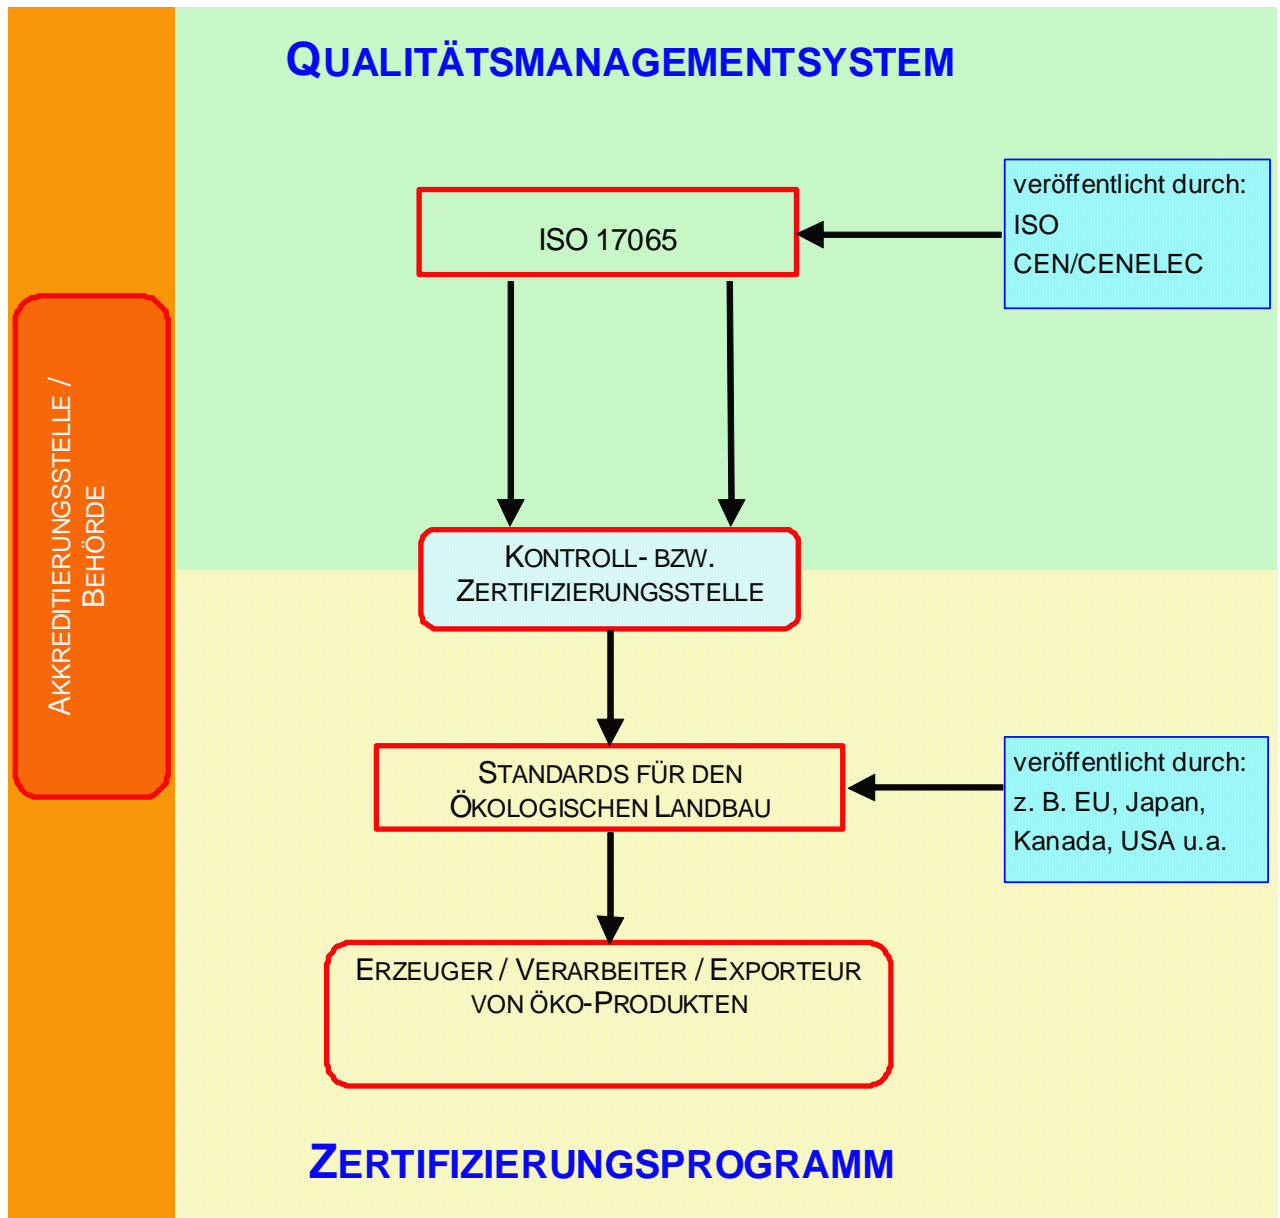 QUALITÄTSMANAGEMENTSYSTEM
veröffentlicht durch:
ISO
CEN/CENELEC
ISO 17065
AKKREDITIERUNGSSTELLE /
BEHÖRDE
KONTROLL- BZW.
ZERTIFIZIERUNGSSTELLE
STANDARDS FÜR DEN
ÖKOLOGISCHEN LANDBAU
veröffentlicht durch:
z. B. EU, Japan,
Kanada, USA u.a.
ERZEUGER / VERARBEITER / EXPORTEUR
VON ÖKO-PRODUKTEN
ZERTIFIZIERUNGSPROGRAMM